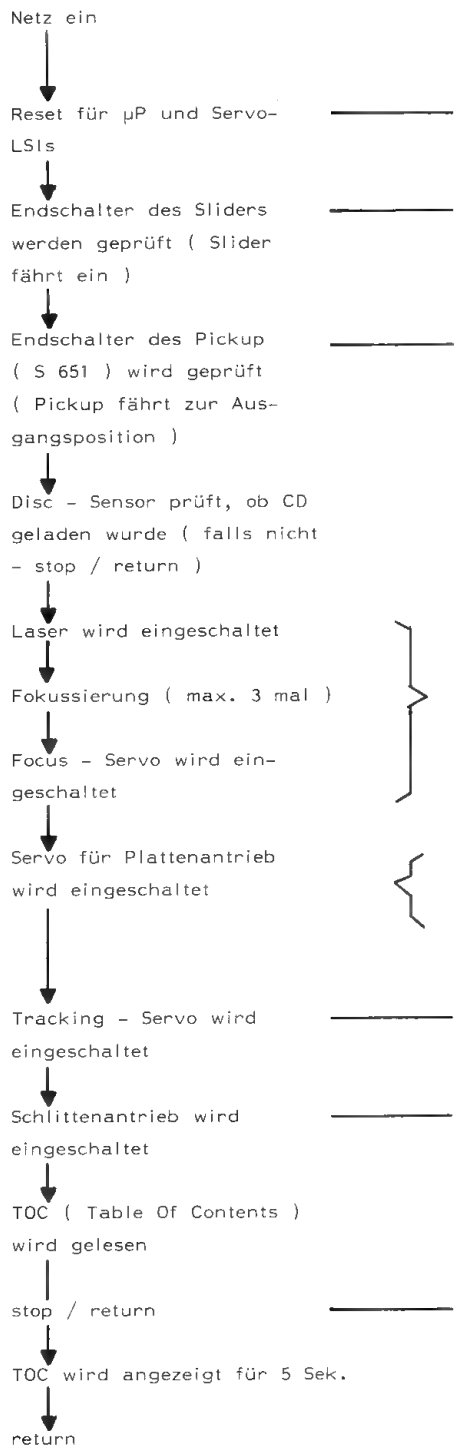 Netz ein
Reset für µP und Servo-
LSIs
Endschalter des Sliders
werden geprüft ( Slider
fährt ein )
Endschalter des Pickup
( S 651 ) wird geprüft
( Pickup fährt zur Aus-
gangsposition )
Disc - Sensor prüft, ob CD
geladen wurde ( falls nicht
- stop / return )
Laser wird eingeschaltet
Fokussierung ( max. 3 mal )
Focus - Servo wird ein-
geschaltet
Servo für Plattenantrieb
wird eingeschaltet
Tracking - Servo wird
eingeschaltet
Schlittenantrieb wird
eingeschaltet
TOC ( Table Of Contents )
wird gelesen
stop / return
TOC wird angezeigt für 5 Sek.
return